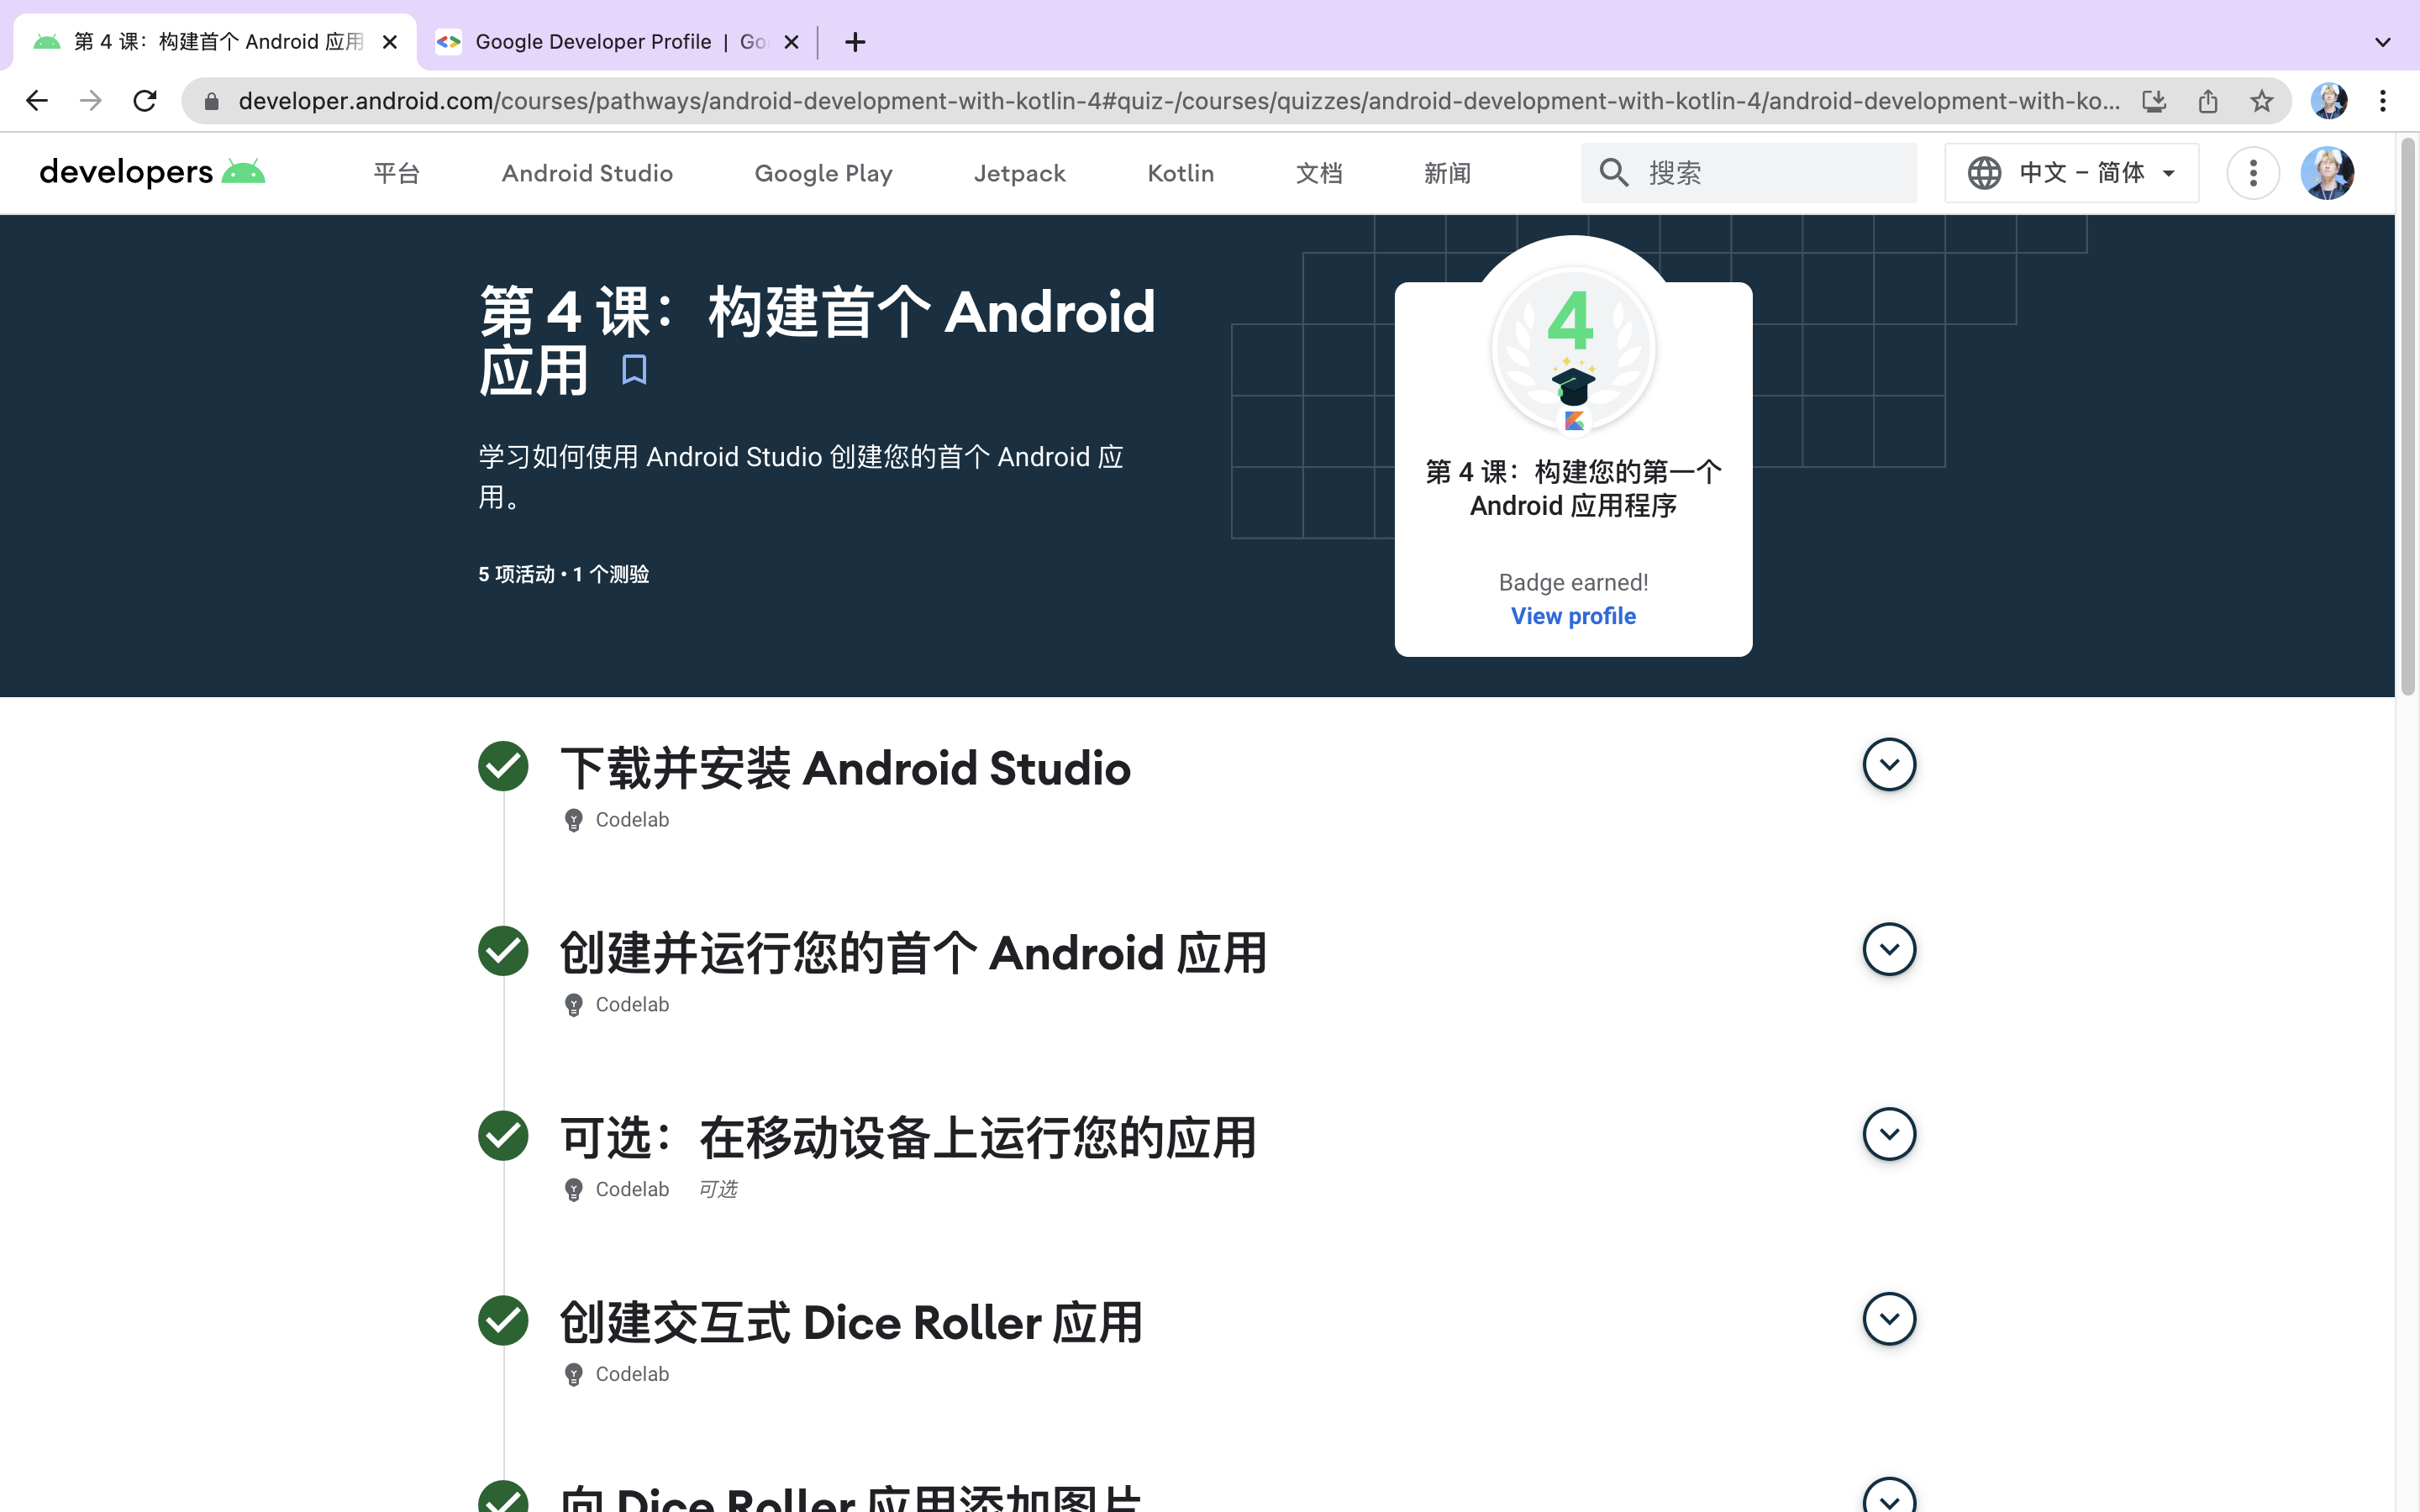 第 4 课：构建首个 Android 应用
Google Developer Profile | Goo
developer.android.com/courses/pathways/android-development-with-kotlin-4#quiz-/courses/quizzes/android-development-with-kotlin-4/android-development-with-ko...
developers 平台 Android Studio Google Play Jetpack Kotlin 文档 新闻 搜索 中文 – 简体
第 4 课：构建首个 Android
应用
学习如何使用 Android Studio 创建您的首个 Android 应
用。
5 项活动 • 1 个测验
4
第 4 课：构建您的第一个
Android 应用程序
Badge earned!
View profile
下载并安装 Android Studio
Codelab
创建并运行您的首个 Android 应用
Codelab
可选：在移动设备上运行您的应用
Codelab 可选
创建交互式 Dice Roller 应用
Codelab
向 Dice Roller 应用添加图片